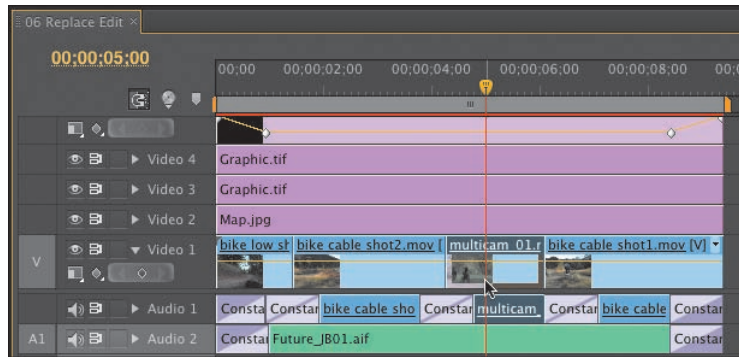 06 Replace Edit ×
00;00;05;00
00;00 00;00;02;00 00;00;04;00 00;00;06;00 00;00;08;00 00;
Video 4 Graphic.tif
Video 3 Graphic.tif
Video 2 Map.jpg
V Video 1 bike low sh bike cable shot2.mov [ multicam_01.r bike cable shot1.mov [V]
Audio 1 Consta Constar bike cable sho Constar multicam_ Constar bike cable Constar
A1 Audio 2 Constar Future_JB01.aif Constar